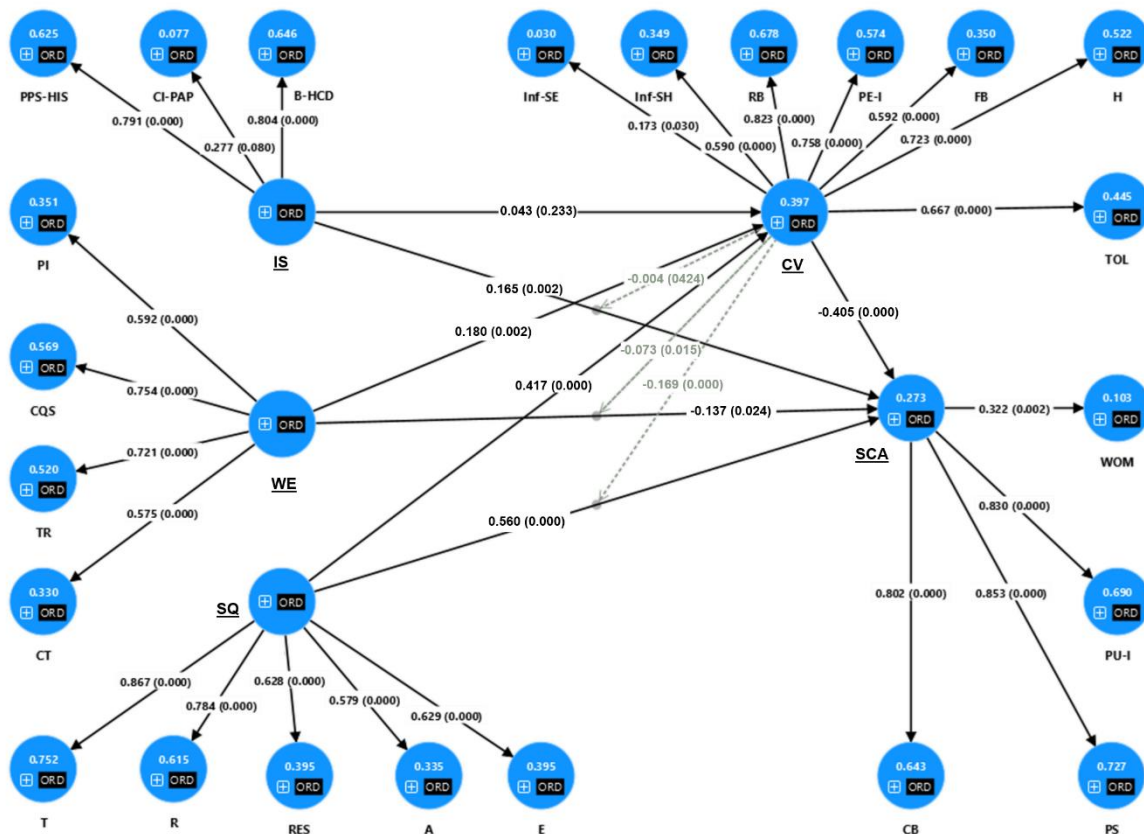 0.625
ORD
PPS-HIS
0.077
ORD
CI-PAP
0.646
ORD
B-HCD
0.030
ORD
Inf-SE
0.349
ORD
Inf-SH
0.678
ORD
RB
0.574
ORD
PE-I
0.350
ORD
FB
0.522
ORD
H
0.791 (0.000)
0.277 (0.080)
0.804 (0.000)
0.173 (0.030)
0.590 (0.000)
0.823 (0.000)
0.758 (0.000)
0.592 (0.000)
0.723 (0.000)
0.351
ORD
PI
ORD
IS
0.043 (0.233)
0.397
ORD
CV
0.667 (0.000)
0.445
ORD
TOL
0.165 (0.002)
-0.004 (0424)
-0.405 (0.000)
0.592 (0.000)
0.180 (0.002)
-0.073 (0.015)
0.417 (0.000)
-0.169 (0.000)
0.569
ORD
CQS
0.754 (0.000)
ORD
WE
-0.137 (0.024)
0.273
ORD
SCA
0.322 (0.002)
0.103
ORD
WOM
0.721 (0.000)
0.520
ORD
TR
0.575 (0.000)
0.560 (0.000)
0.830 (0.000)
0.330
ORD
CT
SQ
ORD
0.802 (0.000)
0.853 (0.000)
0.690
ORD
PU-I
0.867 (0.000)
0.784 (0.000)
0.628 (0.000)
0.579 (0.000)
0.629 (0.000)
0.752
ORD
T
0.615
ORD
R
0.395
ORD
RES
0.335
ORD
A
0.395
ORD
E
0.643
ORD
CB
0.727
ORD
PS